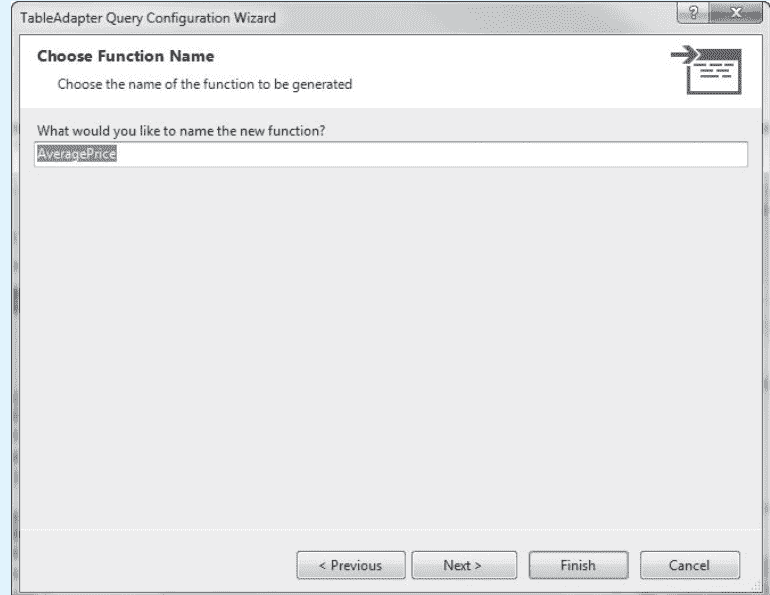 TableAdapter Query Configuration Wizard
Choose Function Name
Choose the name of the function to be generated
What would you like to name the new function?
AveragePrice
< Previous Next > Finish Cancel